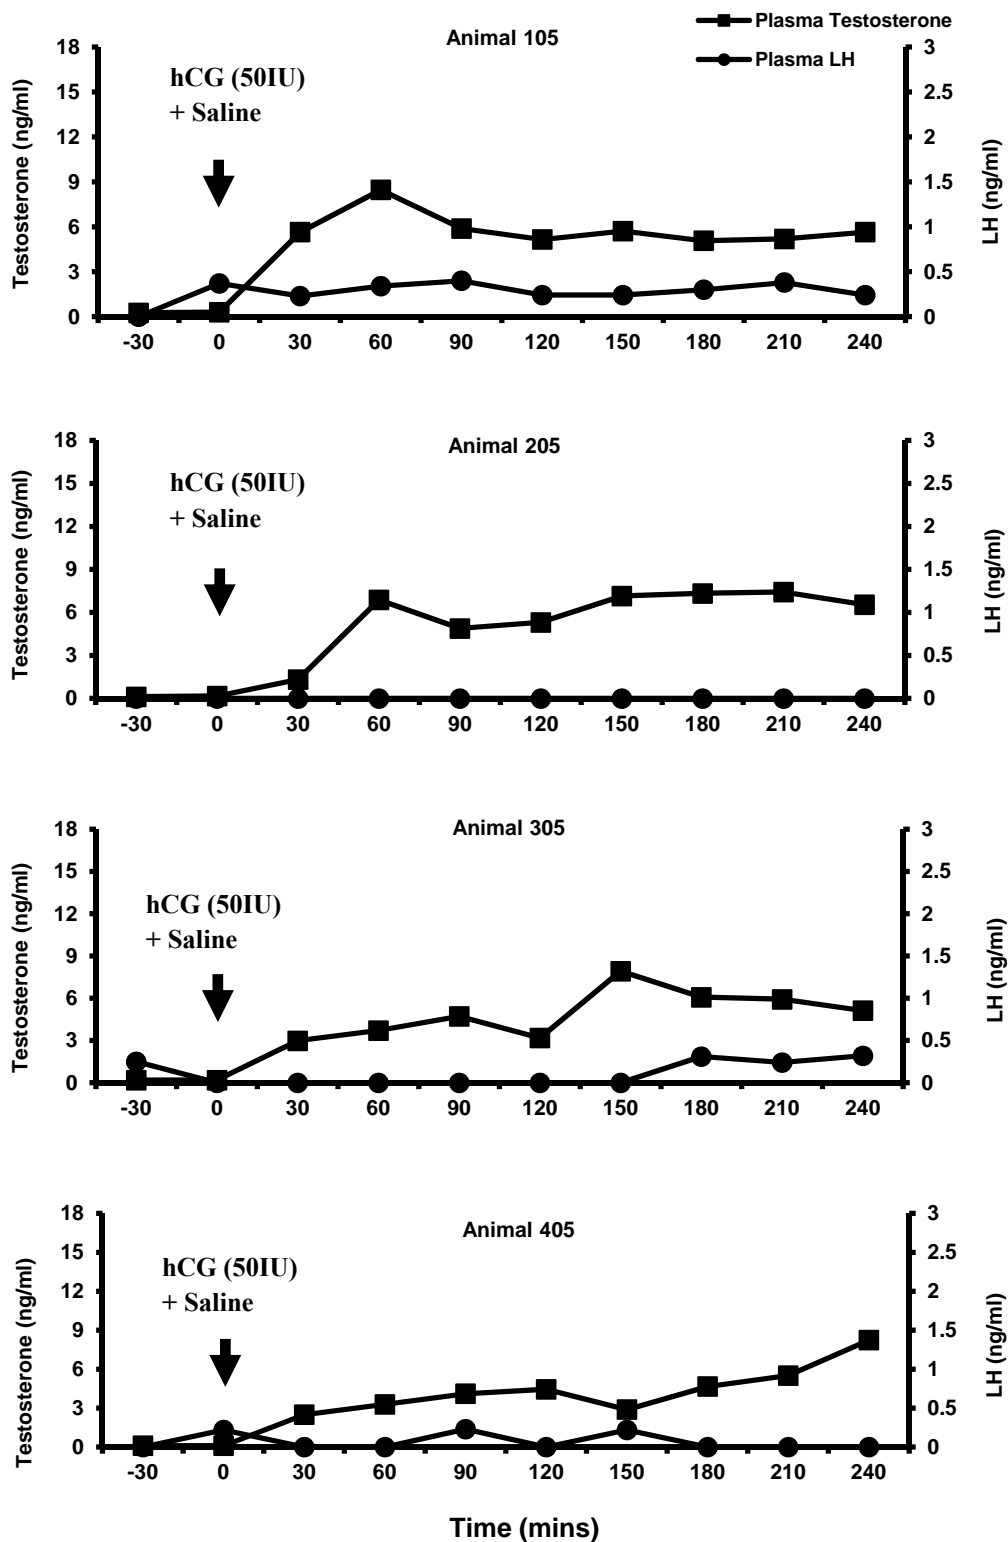 Plasma Testosterone
Plasma LH
Animal 105
hCG (50IU)
+ Saline
Testosterone (ng/ml)
18
15
12
9
6
3
0
LH (ng/ml)
3
2.5
2
1.5
1
0.5
0
-30 0 30 60 90 120 150 180 210 240
Animal 205
hCG (50IU)
+ Saline
Testosterone (ng/ml)
18
15
12
9
6
3
0
LH (ng/ml)
3
2.5
2
1.5
1
0.5
0
-30 0 30 60 90 120 150 180 210 240
Animal 305
hCG (50IU)
+ Saline
Testosterone (ng/ml)
18
15
12
9
6
3
0
LH (ng/ml)
3
2.5
2
1.5
1
0.5
0
-30 0 30 60 90 120 150 180 210 240
Animal 405
hCG (50IU)
+ Saline
Testosterone (ng/ml)
18
15
12
9
6
3
0
LH (ng/ml)
3
2.5
2
1.5
1
0.5
0
-30 0 30 60 90 120 150 180 210 240
Time (mins)